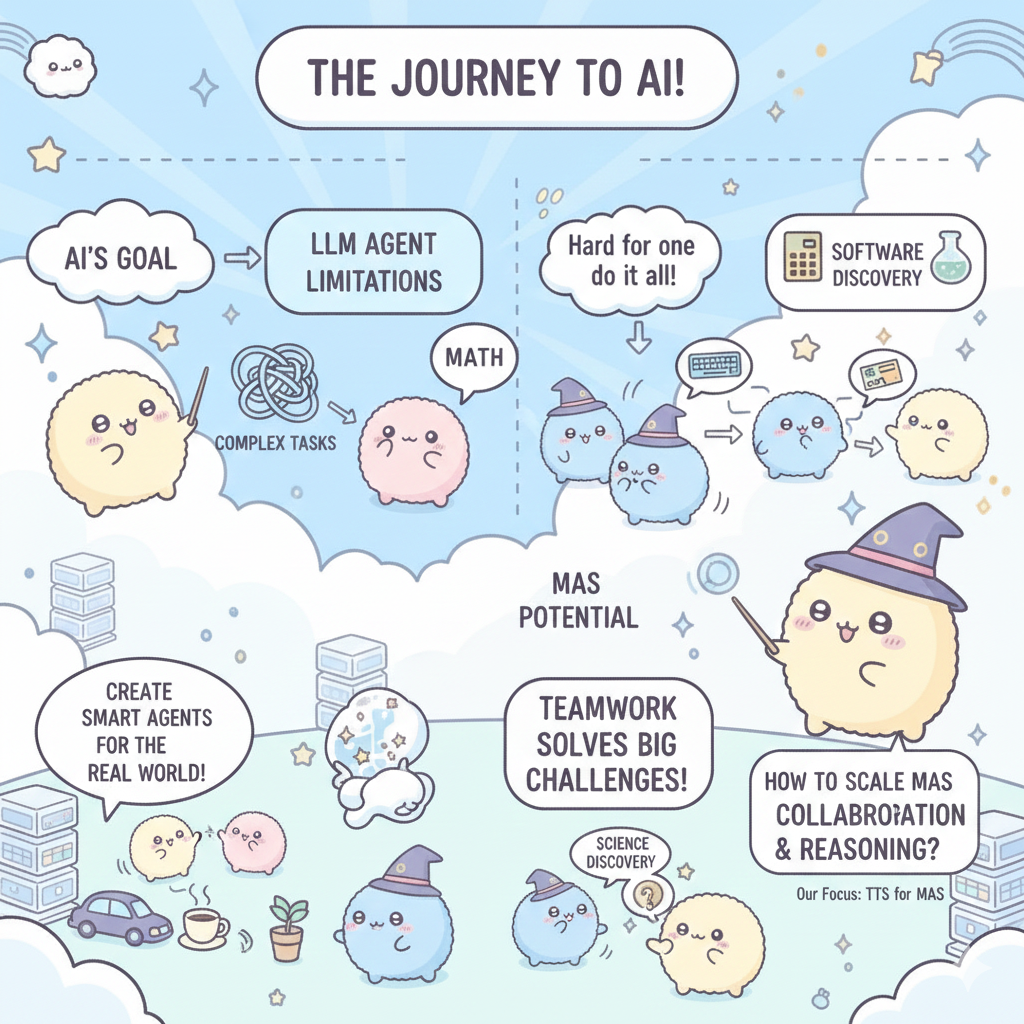 THE JOURNEY TO AI!
AI'S GOAL
LLM AGENT
LIMITATIONS
COMPLEX TASKS
MATH
Hard for one
do it all!
SOFTWARE
DISCOVERY
MAS
POTENTIAL
CREATE
SMART AGENTS
FOR THE
REAL WORLD!
TEAMWORK
SOLVES BIG
CHALLENGES!
SCIENCE
DISCOVERY
?
HOW TO SCALE MAS
& REASONING?
Our Focus: TTS for MAS